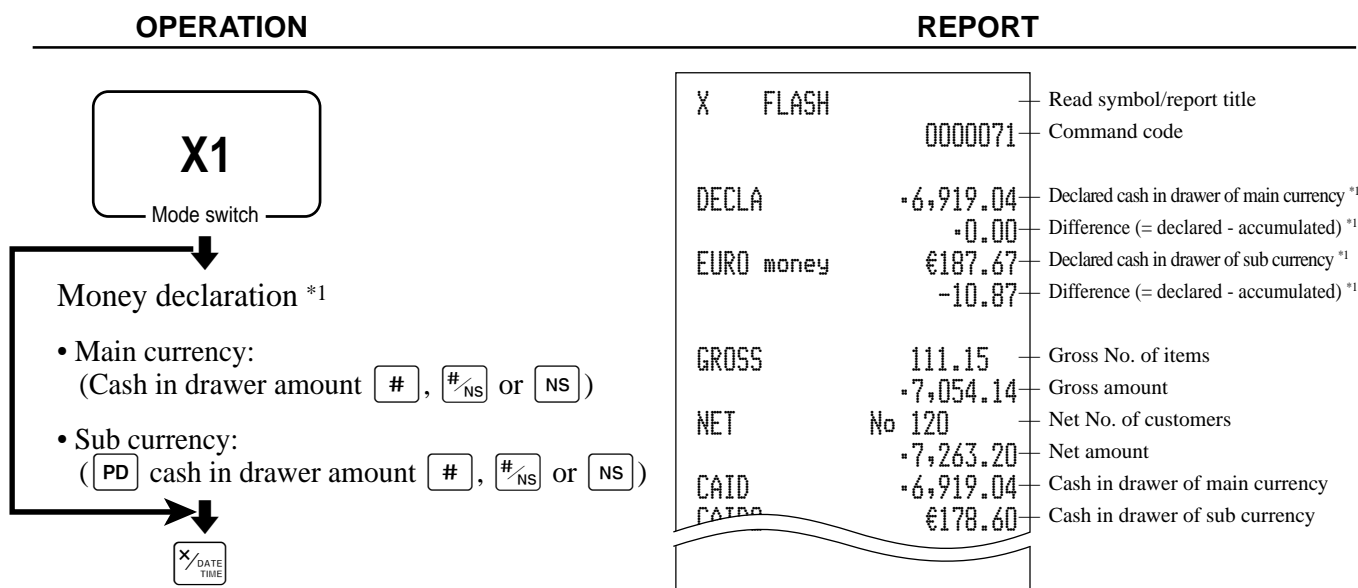 OPERATION
REPORT
X1
Mode switch
Money declaration *1
• Main currency:
(Cash in drawer amount #, #/NS or NS)
• Sub currency:
(PD cash in drawer amount #, #/NS or NS)
×/DATE TIME
X FLASH Read symbol/report title
0000071 Command code
DECLA ·6,919.04 Declared cash in drawer of main currency *1
·0.00 Difference (= declared - accumulated) *1
EURO money €187.67 Declared cash in drawer of sub currency *1
-10.87 Difference (= declared - accumulated) *1
GROSS 111.15 Gross No. of items
·7,054.14 Gross amount
NET No 120 Net No. of customers
·7,263.20 Net amount
CAID ·6,919.04 Cash in drawer of main currency
€178.60 Cash in drawer of sub currency